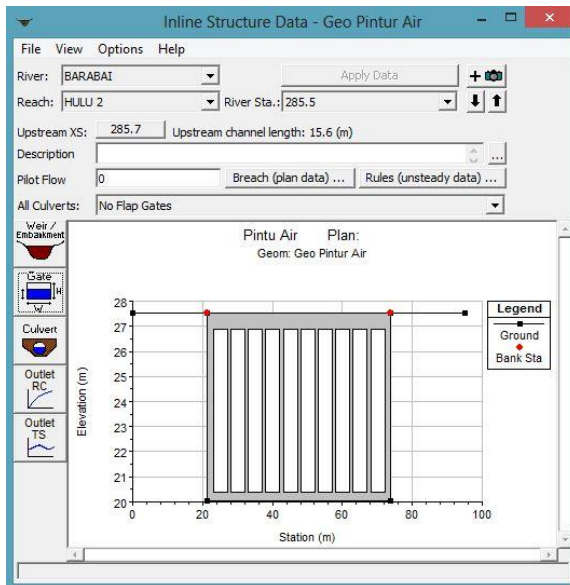 Inline Structure Data - Geo Pintur Air
File View Options Help
River: BARABAI Apply Data
Reach: HULU 2 River Sta.: 285.5
Upstream XS: 285.7 Upstream channel length: 15.6 (m)
Description ...
Pilot Flow 0 Breach (plan data) ... Rules (unsteady data) ...
All Culverts: No Flap Gates
Weir / Embankment
Gate
H
W
Culvert
Outlet RC
Outlet TS
Pintu Air Plan:
Geom: Geo Pintur Air
28
27
26
25
24
23
22
21
20
Elevation (m)
0 20 40 60 80 100
Station (m)
Legend
Ground
Bank Sta